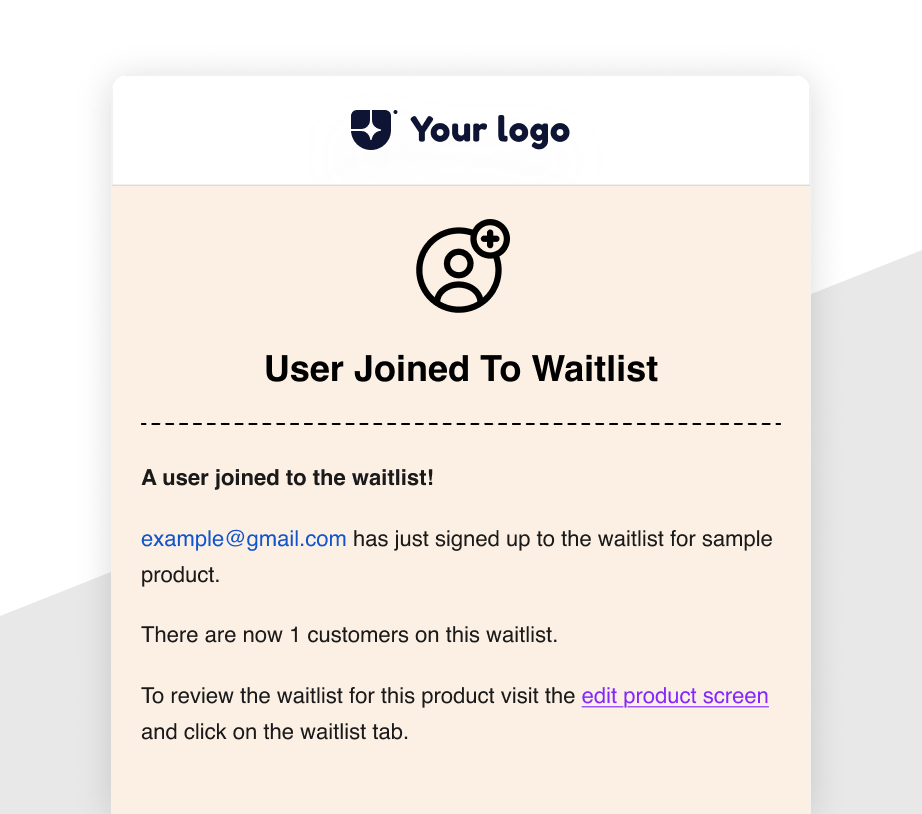 Your logo
User Joined To Waitlist
A user joined to the waitlist!
example@gmail.com has just signed up to the waitlist for sample
product.
There are now 1 customers on this waitlist.
To review the waitlist for this product visit the edit product screen
and click on the waitlist tab.